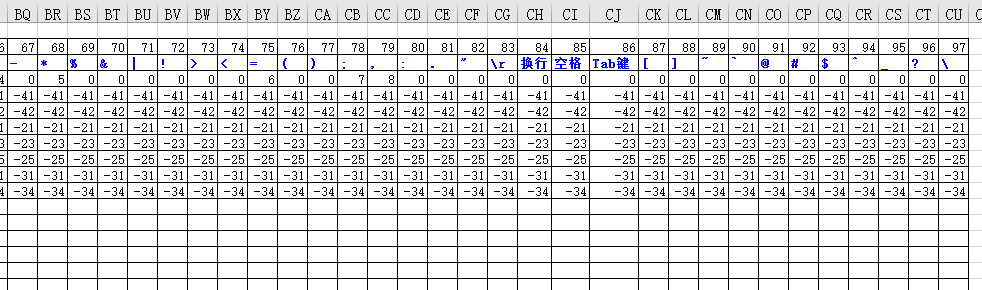 BQ BR BS BT BU BV BW BX BY BZ CA CB CC CD CE CF CG CH CI CJ CK CL CM CN CO CP CQ CR CS CT CU C
6 67 68 69 70 71 72 73 74 75 76 77 78 79 80 81 82 83 84 85 86 87 88 89 90 91 92 93 94 95 96 97
- * % & | ! > < = ( ) ; , : . " \r 换行 空格 Tab键 [ ] ~ ` @ # $ ^ _ ? \
4 0 5 0 0 0 0 0 0 6 0 0 7 8 0 0 0 0 0 0 0 0 0 0 0 0 0 0 0 0 0 0
1 -41 -41 -41 -41 -41 -41 -41 -41 -41 -41 -41 -41 -41 -41 -41 -41 -41 -41 -41 -41 -41 -41 -41 -41 -41 -41 -41 -41 -41 -41 -41
2 -42 -42 -42 -42 -42 -42 -42 -42 -42 -42 -42 -42 -42 -42 -42 -42 -42 -42 -42 -42 -42 -42 -42 -42 -42 -42 -42 -42 -42 -42 -42
1 -21 -21 -21 -21 -21 -21 -21 -21 -21 -21 -21 -21 -21 -21 -21 -21 -21 -21 -21 -21 -21 -21 -21 -21 -21 -21 -21 -21 -21 -21 -21
3 -23 -23 -23 -23 -23 -23 -23 -23 -23 -23 -23 -23 -23 -23 -23 -23 -23 -23 -23 -23 -23 -23 -23 -23 -23 -23 -23 -23 -23 -23 -23
5 -25 -25 -25 -25 -25 -25 -25 -25 -25 -25 -25 -25 -25 -25 -25 -25 -25 -25 -25 -25 -25 -25 -25 -25 -25 -25 -25 -25 -25 -25 -25
1 -31 -31 -31 -31 -31 -31 -31 -31 -31 -31 -31 -31 -31 -31 -31 -31 -31 -31 -31 -31 -31 -31 -31 -31 -31 -31 -31 -31 -31 -31 -31
4 -34 -34 -34 -34 -34 -34 -34 -34 -34 -34 -34 -34 -34 -34 -34 -34 -34 -34 -34 -34 -34 -34 -34 -34 -34 -34 -34 -34 -34 -34 -34